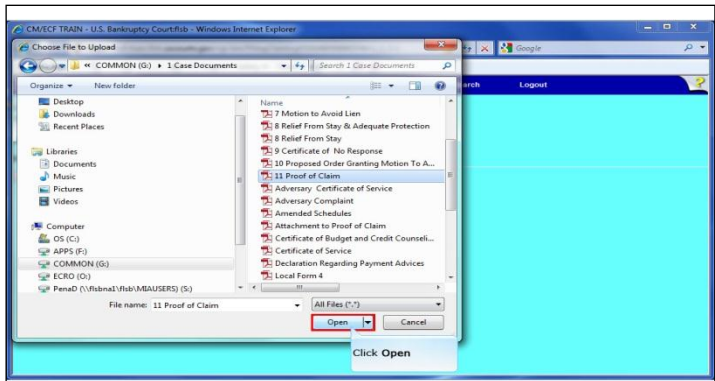 CM/ECF TRAIN - U.S. Bankruptcy Court:flsb - Windows Internet Explorer
Choose File to Upload
« COMMON (G:) ▸ 1 Case Documents
Search 1 Case Documents
Google
Organize ▾ New folder
arch Logout
Desktop
Downloads
Recent Places
Libraries
Documents
Music
Pictures
Videos
Computer
OS (C:)
APPS (F:)
COMMON (G:)
ECRO (O:)
PenaD (\\flsbna1\flsb\MIAUSERS) (S:)
Name
7 Motion to Avoid Lien
8 Relief From Stay & Adequate Protection
8 Relief From Stay
9 Certificate of No Response
10 Proposed Order Granting Motion To A...
11 Proof of Claim
Adversary Certificate of Service
Adversary Complaint
Amended Schedules
Attachment to Proof of Claim
Certificate of Budget and Credit Counseli...
Certificate of Service
Declaration Regarding Payment Advices
Local Form 4
File name: 11 Proof of Claim
All Files (*.*)
Open
Cancel
Click Open